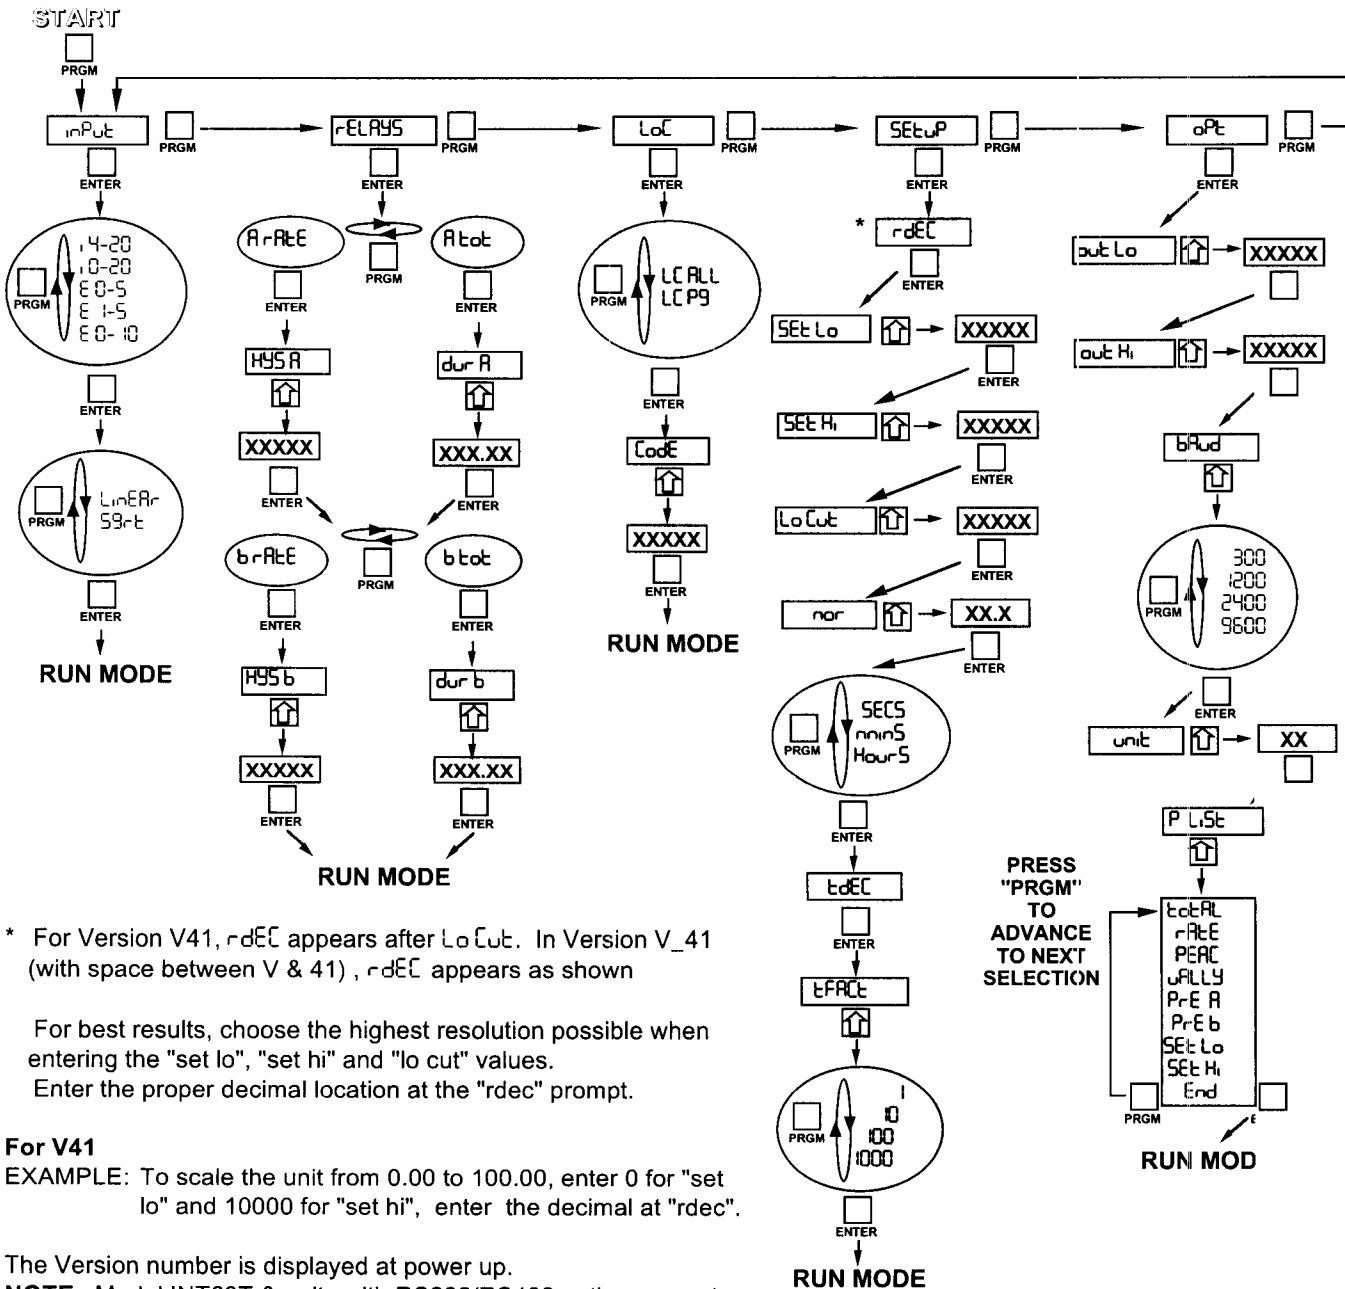 START
PRGM
inPut
PRGM
rELAYS
PRGM
LoC
PRGM
SEtuP
PRGM
oPt
PRGM
ENTER
ENTER
ENTER
ENTER
ENTER
i4-20
i0-20
E 0-5
E 1-5
E 0-10
PRGM
ENTER
LinEAr
S9rt
PRGM
ENTER
RUN MODE
A rAtE
PRGM
A tot
ENTER
ENTER
HYS A
dur A
XXXXX
XXX.XX
ENTER
ENTER
b rAtE
PRGM
b tot
ENTER
ENTER
HYS b
dur b
XXXXX
XXX.XX
ENTER
ENTER
RUN MODE
PRGM
LC ALL
LC P9
ENTER
CodE
XXXXX
ENTER
RUN MODE
* rdEC
ENTER
SEt Lo
XXXXX
ENTER
SEt Hi
XXXXX
ENTER
Lo Cut
XXXXX
ENTER
nor
XX.X
ENTER
PRGM
SECS
nninS
HourS
ENTER
tdEC
ENTER
tFACt
PRGM
1
10
100
1000
ENTER
RUN MODE
out Lo
XXXXX
out Hi
XXXXX
bAud
PRGM
300
1200
2400
9600
ENTER
unit
XX
P LiSt
PRESS
"PRGM"
TO
ADVANCE
TO NEXT
SELECTION
totAL
rAtE
PEAC
vALLY
PrE A
PrE b
SEt Lo
SEt Hi
End
PRGM
RUN MOD
* For Version V41, rdEC appears after Lo Cut. In Version V_41
(with space between V & 41) , rdEC appears as shown
For best results, choose the highest resolution possible when
entering the "set lo", "set hi" and "lo cut" values.
Enter the proper decimal location at the "rdec" prompt.
For V41
EXAMPLE: To scale the unit from 0.00 to 100.00, enter 0 for "set
lo" and 10000 for "set hi", enter the decimal at "rdec".
The Version number is displayed at power up.